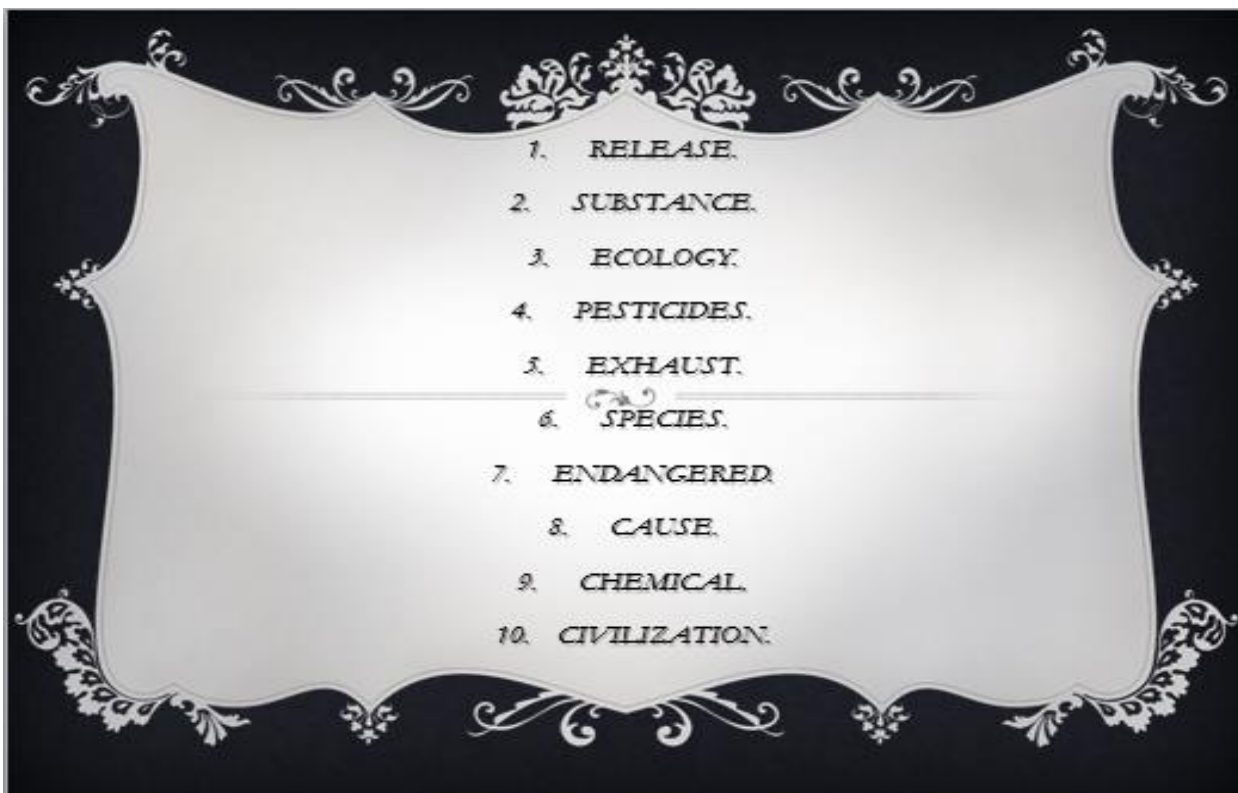 1. RELEASE.
2. SUBSTANCE.
3. ECOLOGY.
4. PESTICIDES.
5. EXHAUST.
6. SPECIES.
7. ENDANGERED.
8. CAUSE.
9. CHEMICAL.
10. CIVILIZATION.